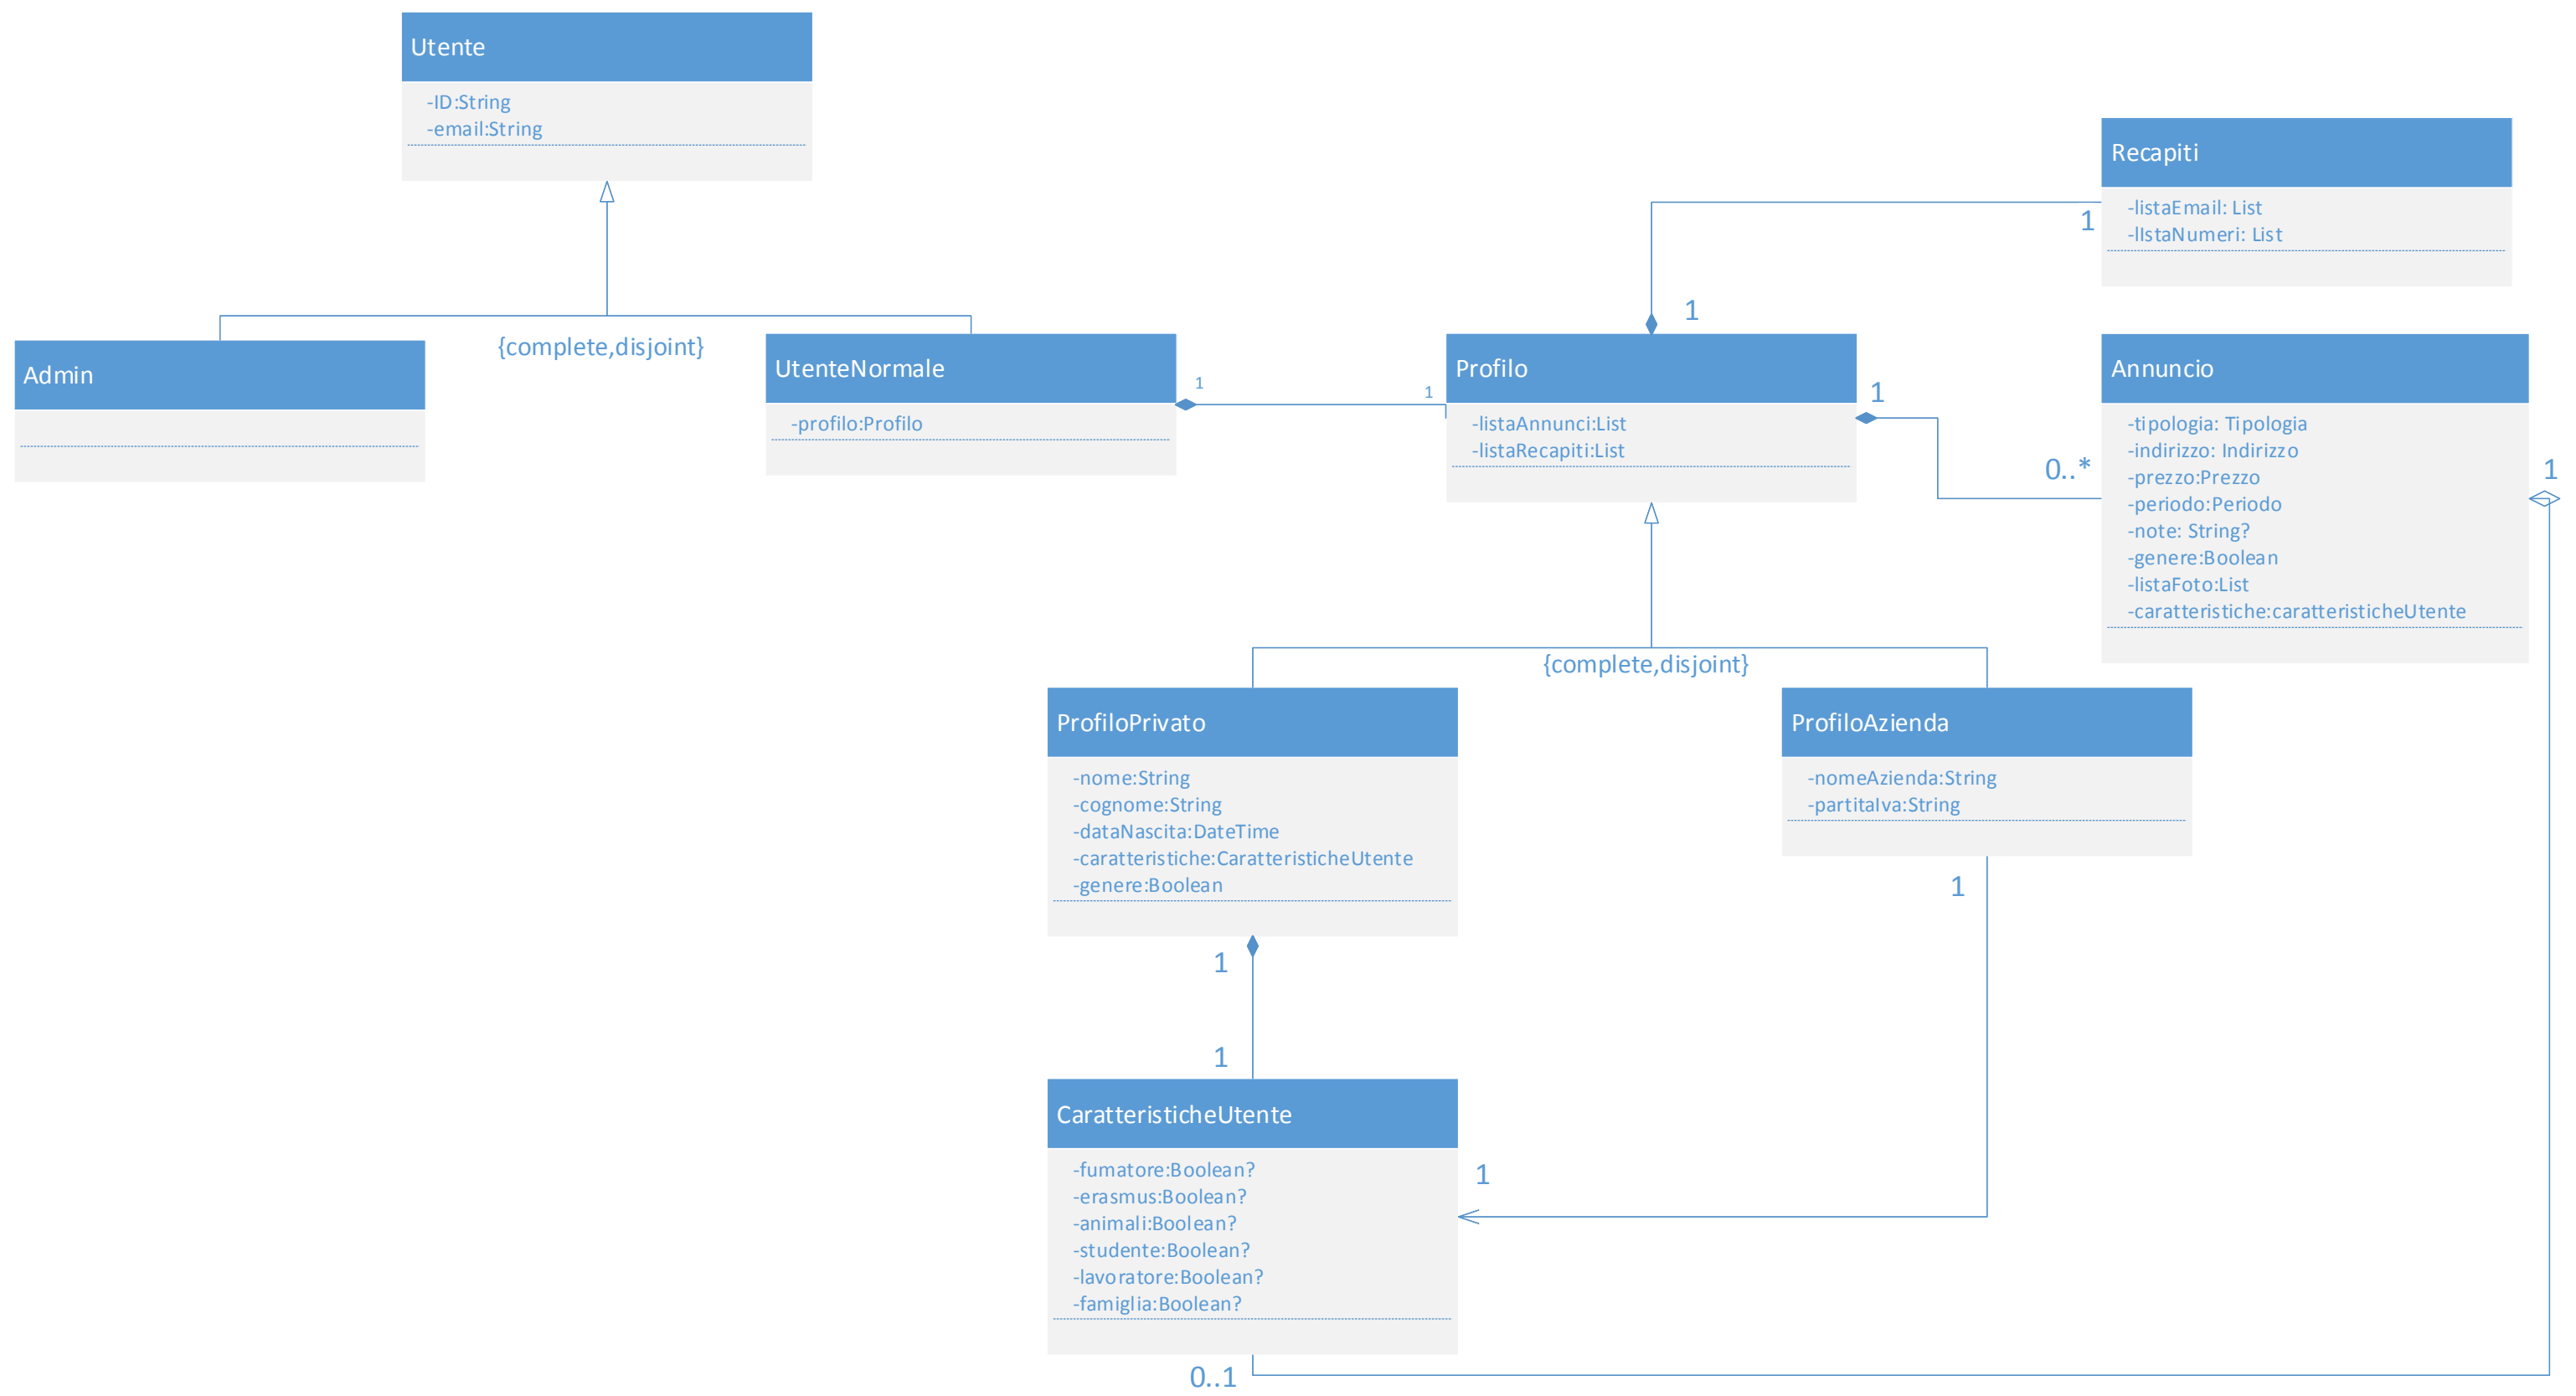 Utente
-ID:String
-email:String
Recapiti
-listaEmail: List
-lIstaNumeri: List
1
1
{complete,disjoint}
Admin
UtenteNormale
-profilo:Profilo
1
1
Profilo
-listaAnnunci:List
-listaRecapiti:List
1
0..*
Annuncio
-tipologia: Tipologia
-indirizzo: Indirizzo
-prezzo:Prezzo
-periodo:Periodo
-note: String?
-genere:Boolean
-listaFoto:List
-caratteristiche:caratteristicheUtente
1
{complete,disjoint}
ProfiloPrivato
-nome:String
-cognome:String
-dataNascita:DateTime
-caratteristiche:CaratteristicheUtente
-genere:Boolean
ProfiloAzienda
-nomeAzienda:String
-partitaIva:String
1
1
1
CaratteristicheUtente
-fumatore:Boolean?
-erasmus:Boolean?
-animali:Boolean?
-studente:Boolean?
-lavoratore:Boolean?
-famiglia:Boolean?
1
0..1